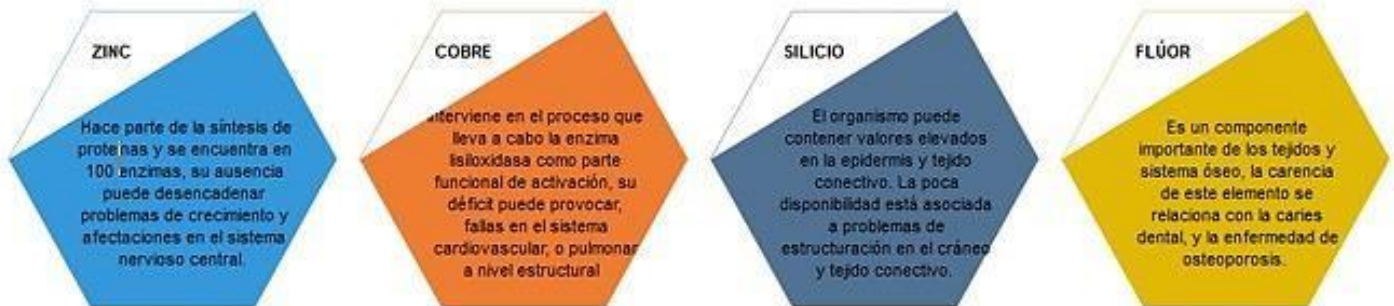 ZINC
Hace parte de la síntesis de
proteínas y se encuentra en
100 enzimas, su ausencia
puede desencadenar
problemas de crecimiento y
afectaciones en el sistema
nervioso central.
COBRE
nterviene en el proceso que
lleva a cabo la enzima
lisiloxidasa como parte
funcional de activación, su
déficit puede provocar,
fallas en el sistema
cardiovascular, o pulmonar
a nivel estructural
SILICIO
El organismo puede
contener valores elevados
en la epidermis y tejido
conectivo. La poca
disponibilidad está asociada
a problemas de
estructuración en el cráneo
y tejido conectivo.
FLÚOR
Es un componente
importante de los tejidos y
sistema óseo, la carencia
de este elemento se
relaciona con la caries
dental, y la enfermedad de
osteoporosis.